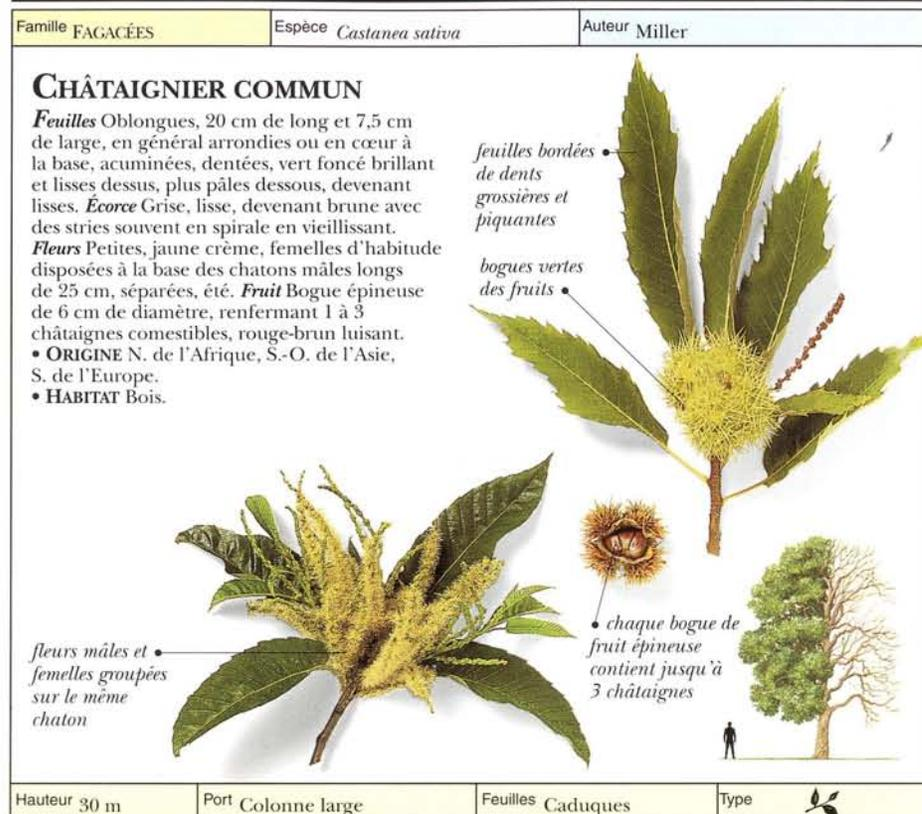 Famille FAGACÉES
Espèce Castanea sativa
Auteur Miller
CHÂTAIGNIER COMMUN
Feuilles Oblongues, 20 cm de long et 7,5 cm
de large, en général arrondies ou en cœur à
la base, acuminées, dentées, vert foncé brillant
et lisses dessus, plus pâles dessous, devenant
lisses. Écorce Grise, lisse, devenant brune avec
des stries souvent en spirale en vieillissant.
Fleurs Petites, jaune crème, femelles d'habitude
disposées à la base des chatons mâles longs
de 25 cm, séparées, été. Fruit Bogue épineuse
de 6 cm de diamètre, renfermant 1 à 3
châtaignes comestibles, rouge-brun luisant.
• ORIGINE N. de l'Afrique, S.-O. de l'Asie,
S. de l'Europe.
• HABITAT Bois.
feuilles bordées
de dents
grossières et
piquantes
bogues vertes
des fruits
fleurs mâles et
femelles groupées
sur le même
chaton
chaque bogue de
fruit épineuse
contient jusqu'à
3 châtaignes
Hauteur 30 m
Port Colonne large
Feuilles Caduques
Type